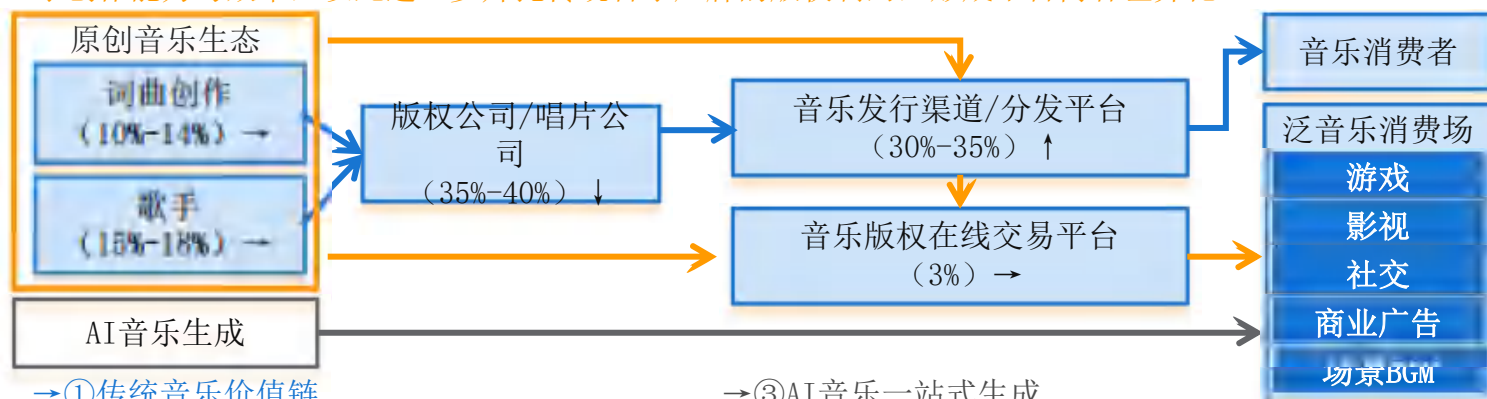 原创音乐生态
词曲创作
(10%-14%) →
歌手
(15%-18%) →
AI音乐生成
版权公司/唱片公
司
(35%-40%) ↓
音乐发行渠道/分发平台
(30%-35%) ↑
音乐版权在线交易平台
(3%) →
音乐消费者
泛音乐消费场
游戏
影视
社交
商业广告
场景BGM
→①传统音乐价值链
→③AI音乐一站式生成